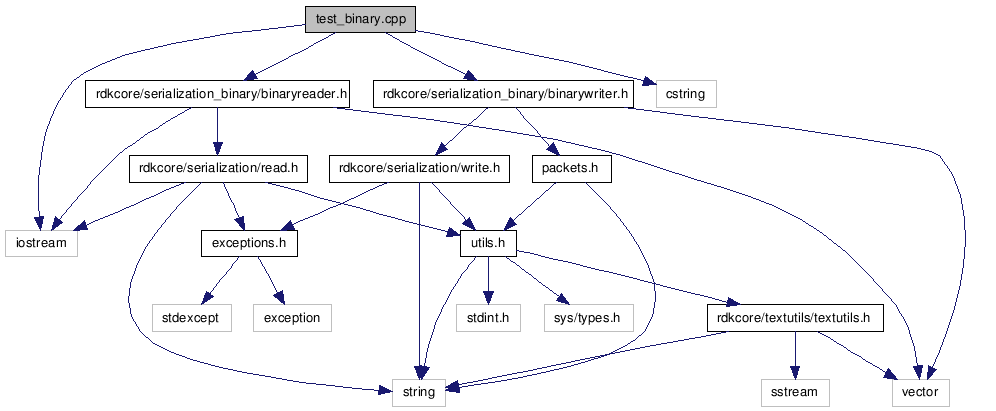 test_binary.cpp
rdkcore/serialization_binary/binaryreader.h
rdkcore/serialization_binary/binarywriter.h
cstring
rdkcore/serialization/read.h
rdkcore/serialization/write.h
packets.h
iostream
exceptions.h
utils.h
stdexcept
exception
stdint.h
sys/types.h
rdkcore/textutils/textutils.h
string
sstream
vector